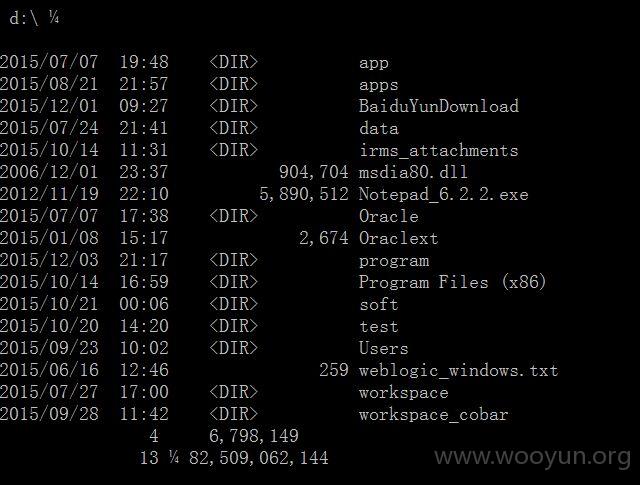 d:\ ¼
2015/07/07 19:48 <DIR> app
2015/08/21 21:57 <DIR> apps
2015/12/01 09:27 <DIR> BaiduYunDownload
2015/07/24 21:41 <DIR> data
2015/10/14 11:31 <DIR> irms_attachments
2006/12/01 23:37 904,704 msdia80.dll
2012/11/19 22:10 5,890,512 Notepad_6.2.2.exe
2015/07/07 17:38 <DIR> Oracle
2015/01/08 15:17 2,674 Oraclext
2015/12/03 21:17 <DIR> program
2015/10/14 16:59 <DIR> Program Files (x86)
2015/10/21 00:06 <DIR> soft
2015/10/20 14:20 <DIR> test
2015/09/23 10:02 <DIR> Users
2015/06/16 12:46 259 weblogic_windows.txt
2015/07/27 17:00 <DIR> workspace
2015/09/28 11:42 <DIR> workspace_cobar
4 6,798,149
13 ¼ 82,509,062,144
www.wooyun.org